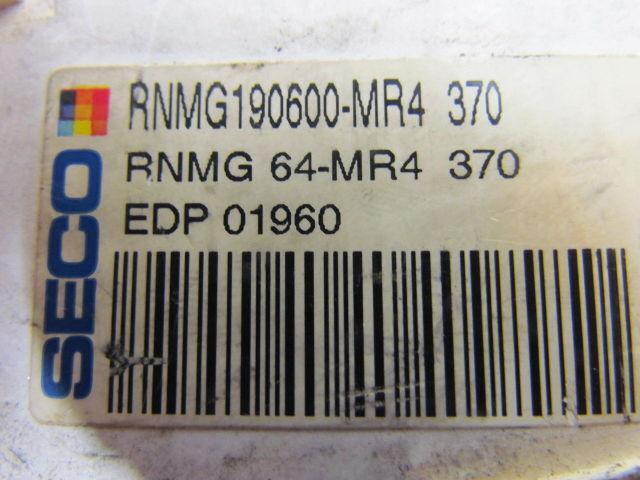 SECO
RNMG190600-MR4 370
RNMG 64-MR4 370
EDP 01960